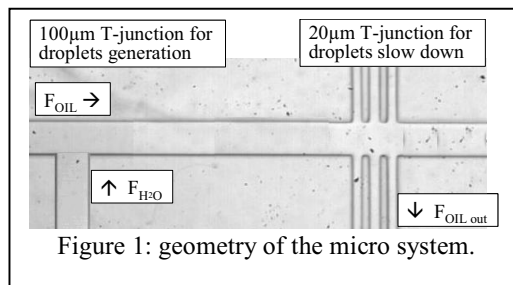 100µm T-junction for
droplets generation
20µm T-junction for
droplets slow down
F_OIL →
↑ F_H²O
↓ F_OIL out
Figure 1: geometry of the micro system.